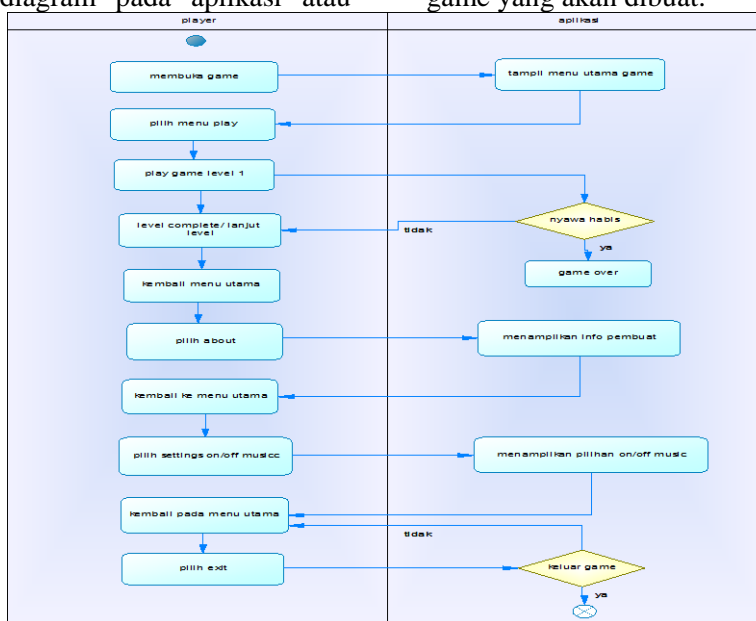 diagram pada aplikasi atau
game yang akan dibuat.
player
aplikasi
membuka game
tampil menu utama game
pilih menu play
play game level 1
nyawa habis
level complete/ lanjut
level
tidak
ya
game over
kembali menu utama
pilih about
menampilkan info pembuat
kembali ke menu utama
pilih settings on/off musicc
menampilkan pilihan on/off music
kembali pada menu utama
tidak
pilih exit
keluar game
ya